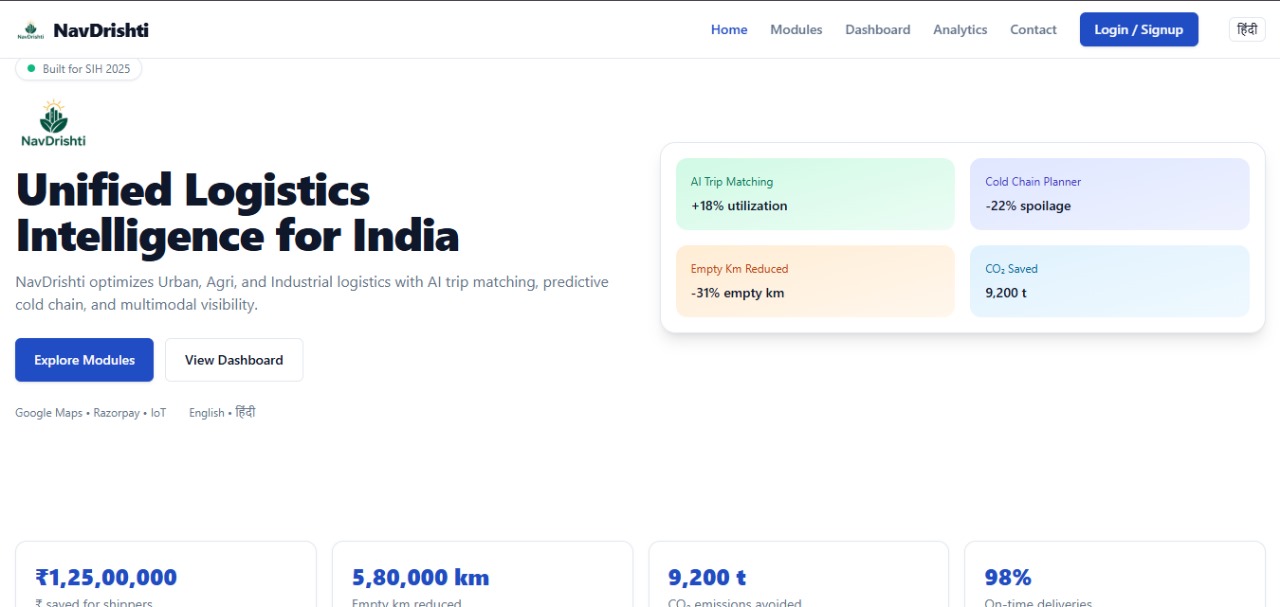 NavDrishti
NavDrishti
Home
Modules
Dashboard
Analytics
Contact
Login / Signup
हिंदी
Built for SIH 2025
NavDrishti
Unified Logistics
Intelligence for India
NavDrishti optimizes Urban, Agri, and Industrial logistics with AI trip matching, predictive
cold chain, and multimodal visibility.
Explore Modules
View Dashboard
Google Maps • Razorpay • IoT
English • हिंदी
AI Trip Matching
+18% utilization
Cold Chain Planner
-22% spoilage
Empty Km Reduced
-31% empty km
CO₂ Saved
9,200 t
₹1,25,00,000
₹ saved for shippers
5,80,000 km
Empty km reduced
9,200 t
CO₂ emissions avoided
98%
On-time deliveries